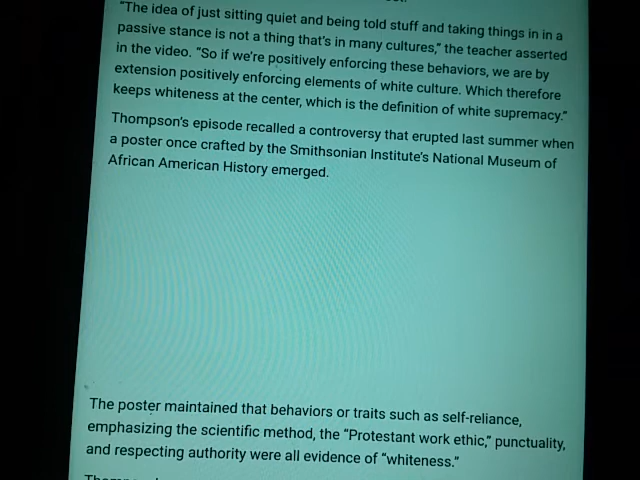 "The idea of just sitting quiet and being told stuff and taking things in in a
passive stance is not a thing that's in many cultures," the teacher asserted
in the video. "So if we're positively enforcing these behaviors, we are by
extension positively enforcing elements of white culture. Which therefore
keeps whiteness at the center, which is the definition of white supremacy."
Thompson's episode recalled a controversy that erupted last summer when
a poster once crafted by the Smithsonian Institute's National Museum of
African American History emerged.
The poster maintained that behaviors or traits such as self-reliance,
emphasizing the scientific method, the "Protestant work ethic," punctuality,
and respecting authority were all evidence of "whiteness."